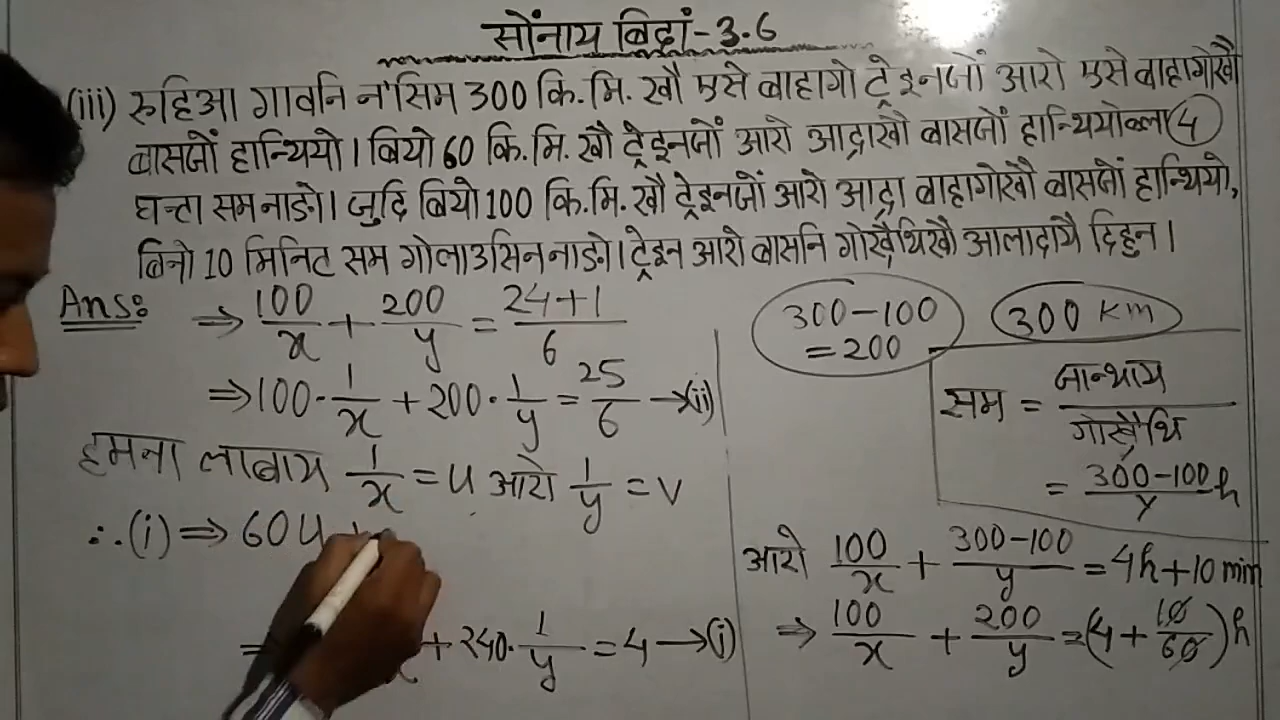 सोंनाय बिदां-3.6
(iii) रुहिआ गावनि न'सिम 300 कि.मि. खौ एसे बाहागो ट्रेइनजों आरो एसे बाहागोखौ
बासजों हान्थियो। बियो 60 कि.मि. खौ ट्रेइनजों आरो आद्राखौ बासजों हान्थियोब्ला 4
घन्टा सम नाङो। जुदि बियो 100 कि.मि. खौ ट्रेइनजों आरो आद्रा बाहागोखौ बासजों हान्थियो,
बिनो 10 मिनिट सम गोलाउसिन नाङो। ट्रेइन आरो बासनि गोख्रैथिखौ आलादायै दिहुन।
Ans:
⇒ 100/x + 200/y = 24+1/6
⇒ 100·1/x + 200·1/y = 25/6 →(ii)
हमना लाबाय 1/x = u आरो 1/y = v
∴(i) ⇒ 60u
+ 240·1/y = 4 →(i)
300-100
= 200
300 km
सम = जान्थाय/गोख्रैथि
= 300-100/y h
आरो 100/x + 300-100/y = 4h+10 min
⇒ 100/x + 200/y = (4+10/60)h